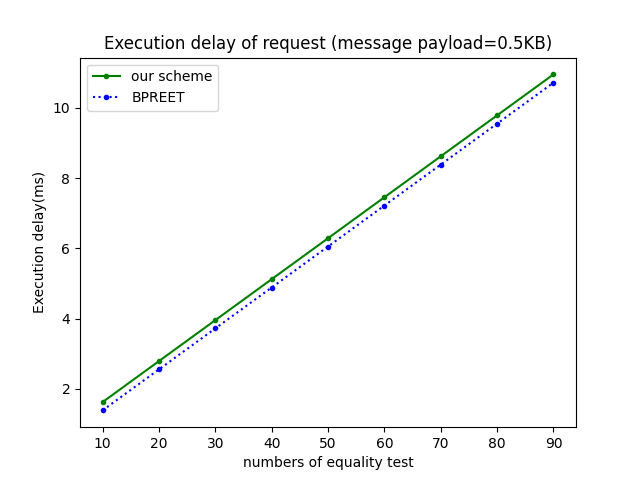 Execution delay of request (message payload=0.5KB)
our scheme
BPREET
Execution delay(ms)
10
8
6
4
2
10 20 30 40 50 60 70 80 90
numbers of equality test